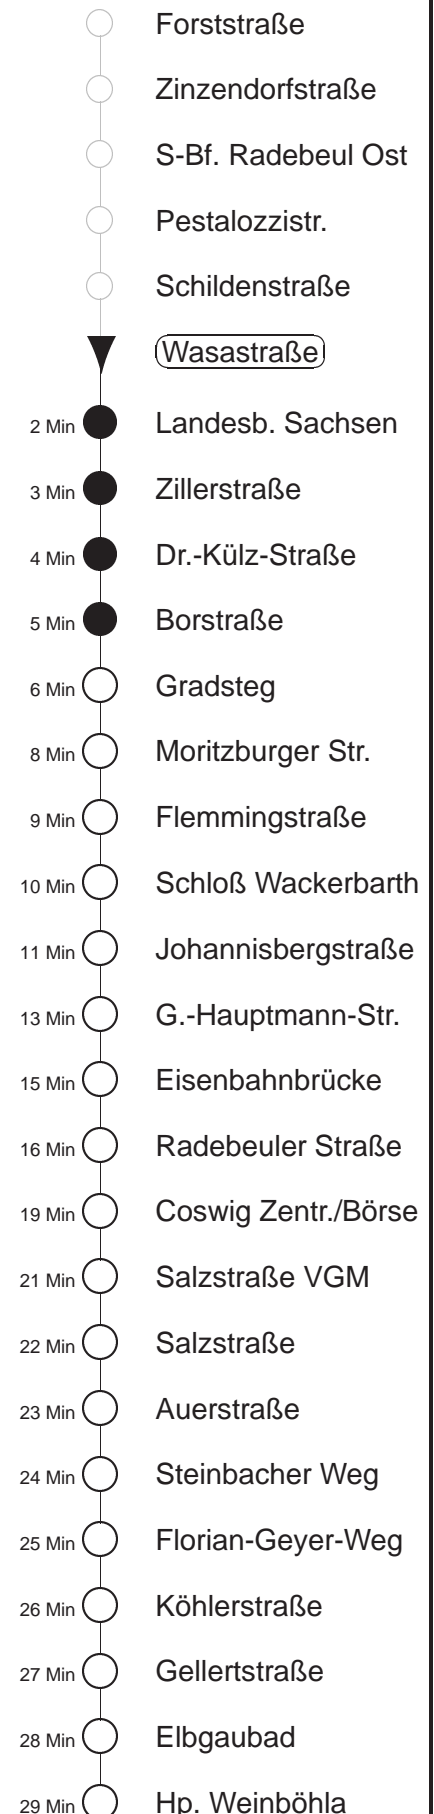 Forststraße
Zinzendorfstraße
S-Bf. Radebeul Ost
Pestalozzistr.
Schildenstraße
Wasastraße
2 Min Landesb. Sachsen
3 Min Zillerstraße
4 Min Dr.-Külz-Straße
5 Min Borstraße
6 Min Gradsteg
8 Min Moritzburger Str.
9 Min Flemmingstraße
10 Min Schloß Wackerbarth
11 Min Johannisbergstraße
13 Min G.-Hauptmann-Str.
15 Min Eisenbahnbrücke
16 Min Radebeuler Straße
19 Min Coswig Zentr./Börse
21 Min Salzstraße VGM
22 Min Salzstraße
23 Min Auerstraße
24 Min Steinbacher Weg
25 Min Florian-Geyer-Weg
26 Min Köhlerstraße
27 Min Gellertstraße
28 Min Elbgaubad
29 Min Hp. Weinböhla